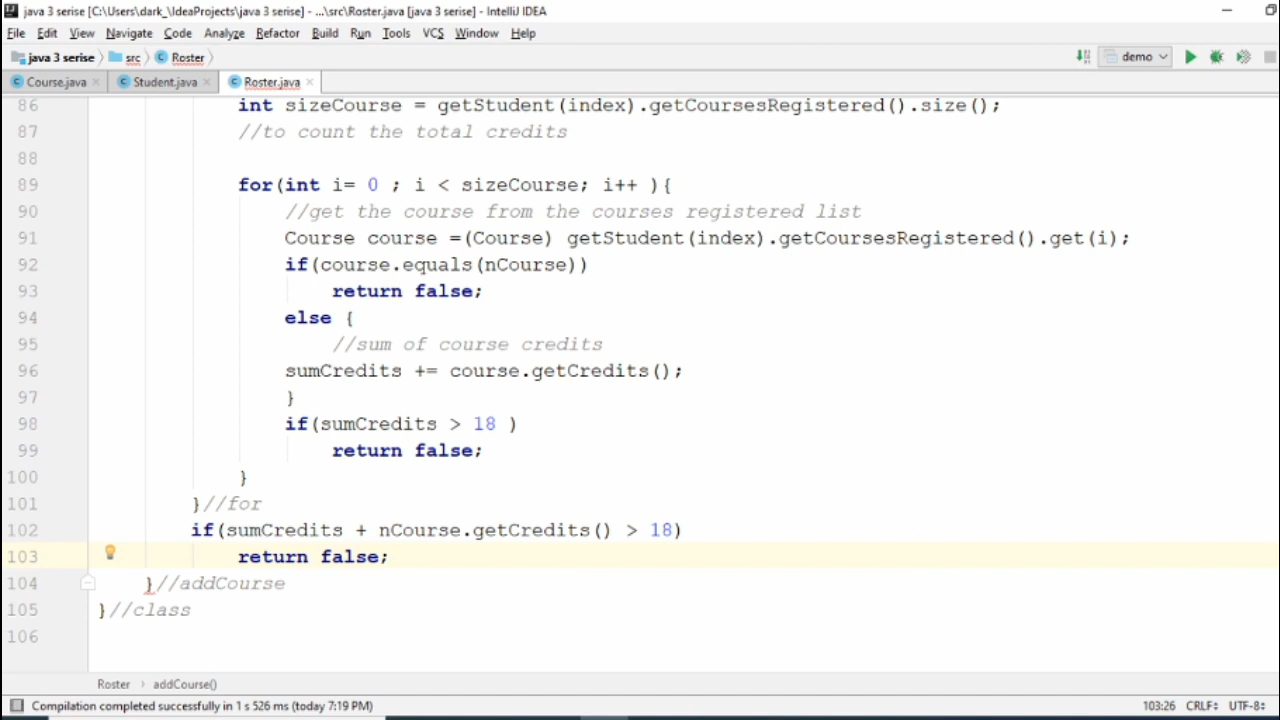 java 3 serise [C:\Users\dark_\IdeaProjects\java 3 serise] - ...\src\Roster.java [java 3 serise] - IntelliJ IDEA
File Edit View Navigate Code Analyze Refactor Build Run Tools VCS Window Help
java 3 serise src Roster demo
Course.java Student.java Roster.java
86 int sizeCourse = getStudent(index).getCoursesRegistered().size();
87 //to count the total credits
88
89 for(int i= 0 ; i < sizeCourse; i++ ){
90 //get the course from the courses registered list
91 Course course =(Course) getStudent(index).getCoursesRegistered().get(i);
92 if(course.equals(nCourse))
93 return false;
94 else {
95 //sum of course credits
96 sumCredits += course.getCredits();
97 }
98 if(sumCredits > 18 )
99 return false;
100 }
101 }//for
102 if(sumCredits + nCourse.getCredits() > 18)
103 return false;
104 }//addCourse
105 }//class
106
Roster addCourse()
Compilation completed successfully in 1 s 526 ms (today 7:19 PM) 103:26 CRLF UTF-8